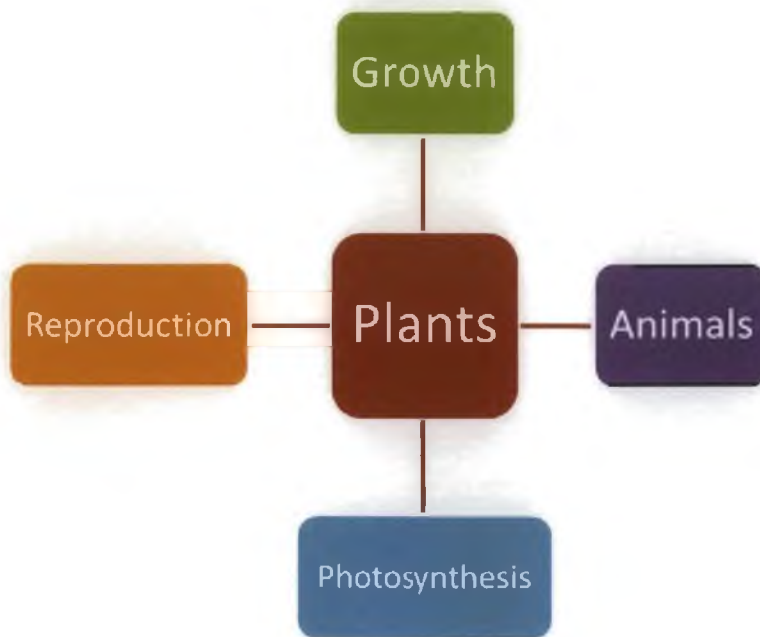 Growth
Reproduction
Plants
Animals
Photosynthesis